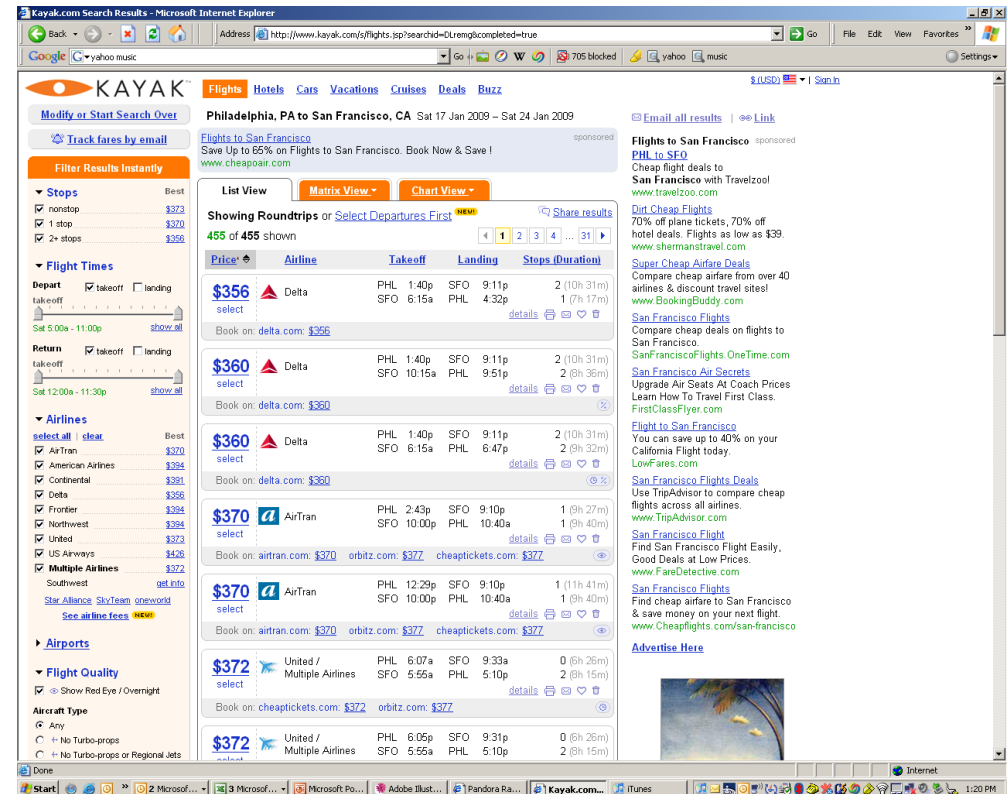 Kayak.com Search Results - Microsoft Internet Explorer
Back
Address http://www.kayak.com/s/flights.jsp?searchid=DLremg&completed=true
Go
File Edit View Favorites »
Google G yahoo music
Go
705 blocked
yahoo
music
Settings
KAYAK
Modify or Start Search Over
Track fares by email
Filter Results Instantly
Stops Best
nonstop $373
1 stop $370
2+ stops $356
Flight Times
Depart takeoff landing
takeoff
Sat 5:00a - 11:00p show all
Return takeoff landing
takeoff
Sat 12:00a - 11:30p show all
Airlines
select all | clear Best
AirTran $370
American Airlines $394
Continental $391
Delta $356
Frontier $394
Northwest $394
United $373
US Airways $426
Multiple Airlines $372
Southwest get info
Star Alliance SkyTeam oneworld
See airline fees NEW!
Airports
Flight Quality
Show Red Eye / Overnight
Aircraft Type
Any
No Turbo-props
No Turbo-props or Regional Jets
Flights Hotels Cars Vacations Cruises Deals Buzz
$ (USD) | Sign In
Philadelphia, PA to San Francisco, CA Sat 17 Jan 2009 – Sat 24 Jan 2009
Flights to San Francisco sponsored
Save Up to 65% on Flights to San Francisco. Book Now & Save !
www.cheapoair.com
List View Matrix View Chart View
Showing Roundtrips or Select Departures First NEW! Share results
455 of 455 shown 1 2 3 4 ... 31
Price* Airline Takeoff Landing Stops (Duration)
$356 select Delta
PHL 1:40p SFO 9:11p 2 (10h 31m)
SFO 6:15a PHL 4:32p 1 (7h 17m)
details
Book on: delta.com: $356
$360 select Delta
PHL 1:40p SFO 9:11p 2 (10h 31m)
SFO 10:15a PHL 9:51p 2 (8h 36m)
details
Book on: delta.com: $360
$360 select Delta
PHL 1:40p SFO 9:11p 2 (10h 31m)
SFO 6:15a PHL 6:47p 2 (9h 32m)
details
Book on: delta.com: $360
$370 select a AirTran
PHL 2:43p SFO 9:10p 1 (9h 27m)
SFO 10:00p PHL 10:40a 1 (9h 40m)
details
Book on: airtran.com: $370 orbitz.com: $377 cheaptickets.com: $377
$370 select a AirTran
PHL 12:29p SFO 9:10p 1 (11h 41m)
SFO 10:00p PHL 10:40a 1 (9h 40m)
details
Book on: airtran.com: $370 orbitz.com: $377 cheaptickets.com: $377
$372 select United / Multiple Airlines
PHL 6:07a SFO 9:33a 0 (6h 26m)
SFO 5:55a PHL 5:10p 2 (8h 15m)
details
Book on: cheaptickets.com: $372 orbitz.com: $377
$372 United / Multiple Airlines
PHL 6:05p SFO 9:31p 0 (6h 26m)
SFO 5:55a PHL 5:10p 2 (8h 15m)
Email all results | Link
Flights to San Francisco sponsored
PHL to SFO
Cheap flight deals to
San Francisco with Travelzoo!
www.travelzoo.com
Dirt Cheap Flights
70% off plane tickets, 70% off
hotel deals. Flights as low as $39.
www.shermanstravel.com
Super Cheap Airfare Deals
Compare cheap airfare from over 40
airlines & discount travel sites!
www.BookingBuddy.com
San Francisco Flights
Compare cheap deals on flights to
San Francisco.
SanFranciscoFlights.OneTime.com
San Francisco Air Secrets
Upgrade Air Seats At Coach Prices
Learn How To Travel First Class.
FirstClassFlyer.com
Flight to San Francisco
You can save up to 40% on your
California Flight today.
LowFares.com
San Francisco Flights Deals
Use TripAdvisor to compare cheap
flights across all airlines.
www.TripAdvisor.com
San Francisco Flight
Find San Francisco Flight Easily,
Good Deals at Low Prices.
www.FareDetective.com
San Francisco Flights
Find cheap airfare to San Francisco
& save money on your next flight.
www.Cheapflights.com/san-francisco
Advertise Here
Done Internet
Start » 2 Microsof... 3 Microsof... Microsoft Po... Adobe Illust... Pandora Ra... Kayak.com... iTunes 1:20 PM